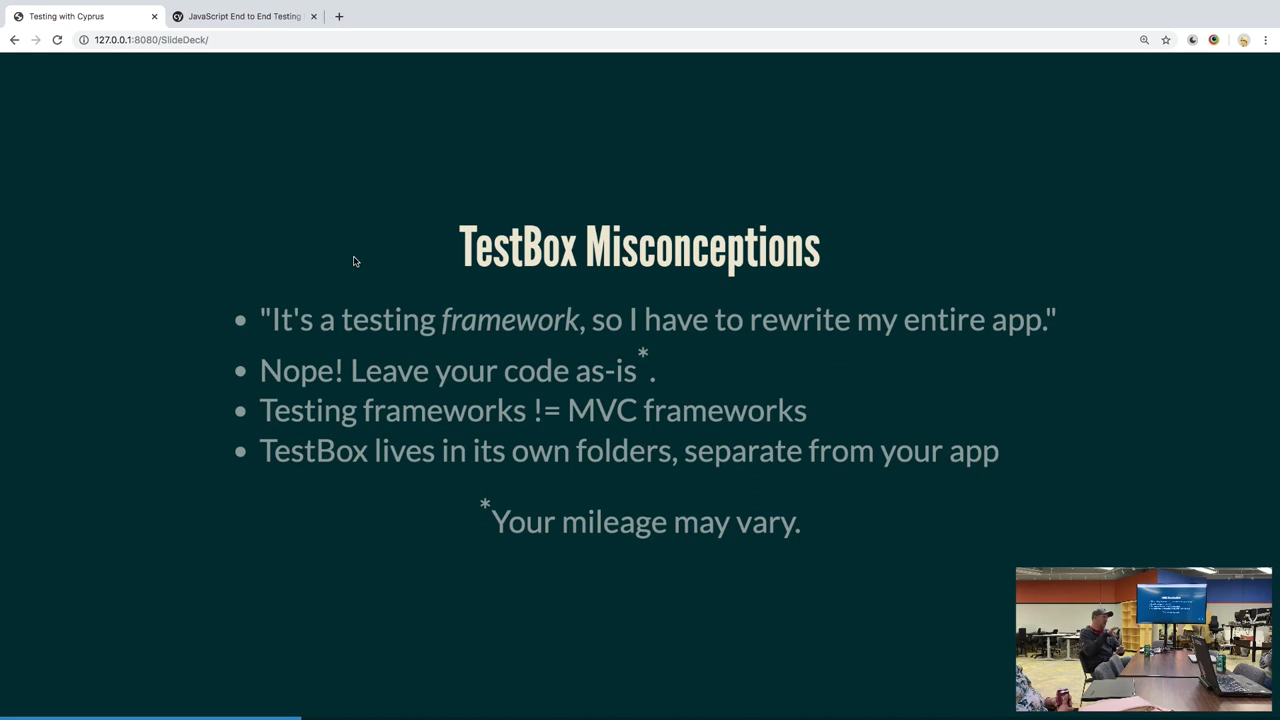 Testing with Cyprus
JavaScript End to End Testing
127.0.0.1:8080/SlideDeck/
TestBox Misconceptions
"It's a testing framework, so I have to rewrite my entire app."
Nope! Leave your code as-is*.
Testing frameworks != MVC frameworks
TestBox lives in its own folders, separate from your app
*Your mileage may vary.